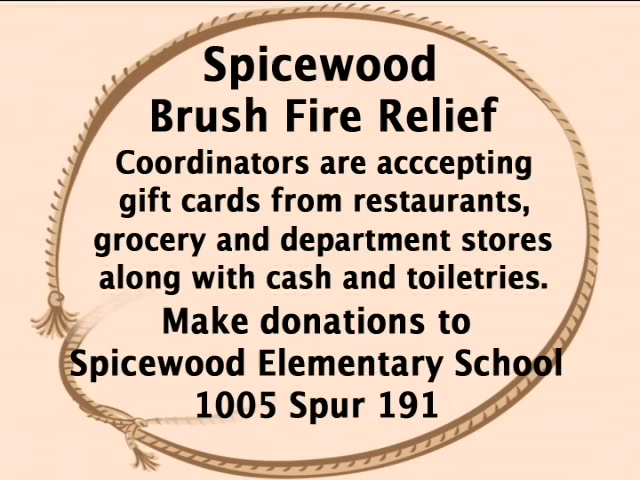 Spicewood
Brush Fire Relief
Coordinators are acccepting
gift cards from restaurants,
grocery and department stores
along with cash and toiletries.
Make donations to
Spicewood Elementary School
1005 Spur 191